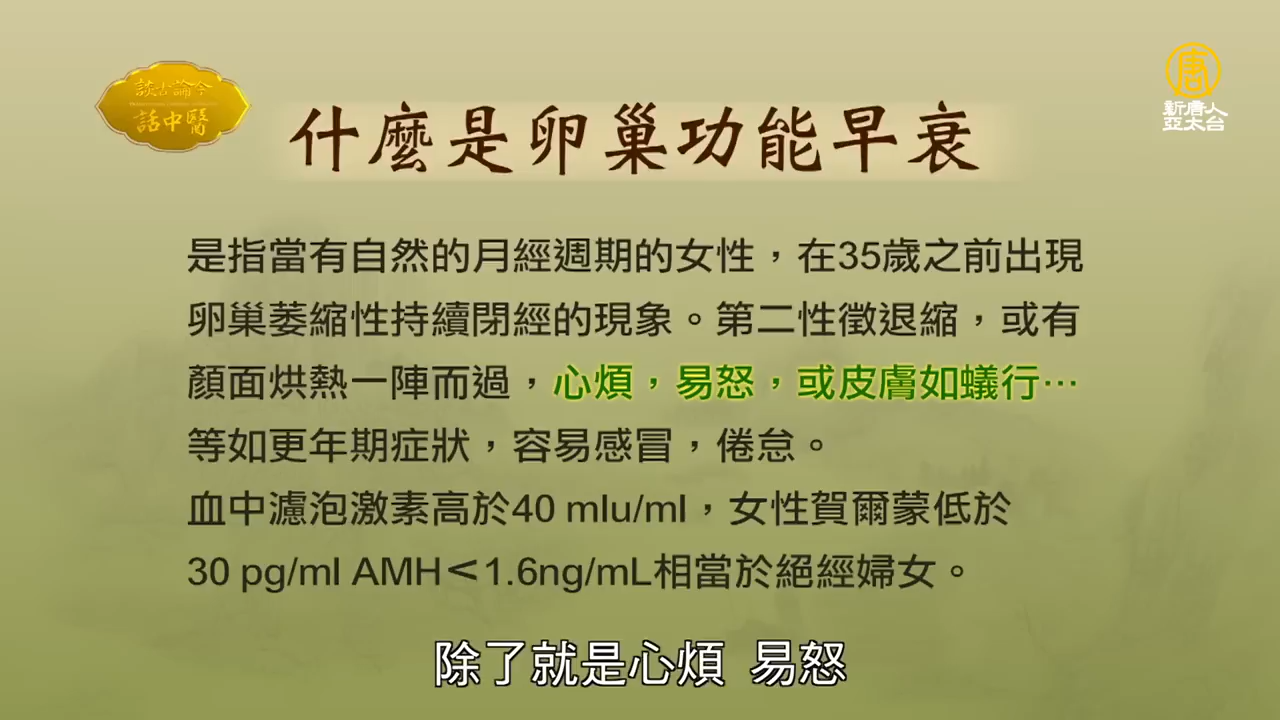 談古論今
話中醫
唐
新唐人
亞太台
什麼是卵巢功能早衰
是指當有自然的月經週期的女性，在35歲之前出現
卵巢萎縮性持續閉經的現象。第二性徵退縮，或有
顏面烘熱一陣而過，心煩，易怒，或皮膚如蟻行…
等如更年期症狀，容易感冒，倦怠。
血中濾泡激素高於40 mlu/ml，女性賀爾蒙低於
30 pg/ml AMH＜1.6ng/mL相當於絕經婦女。
除了就是心煩 易怒